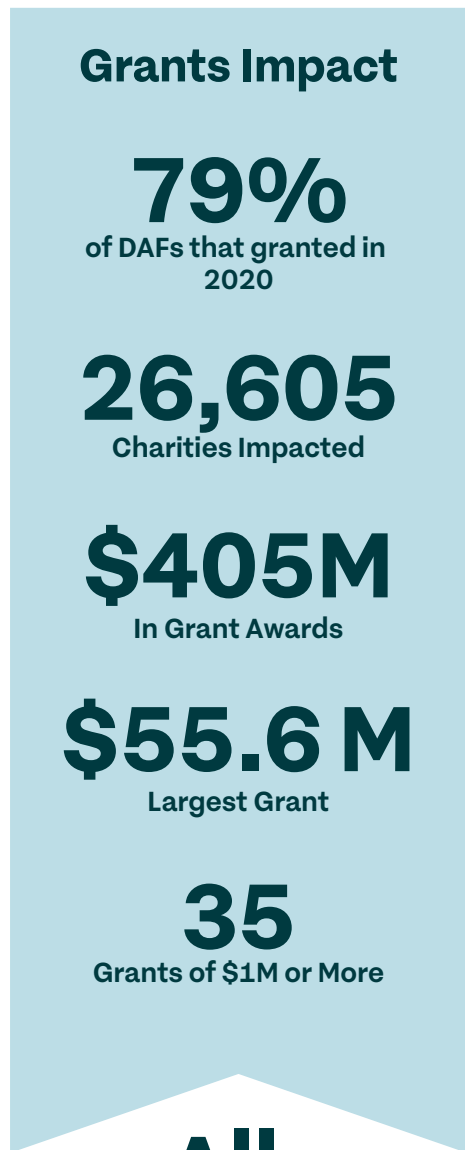 Grants Impact
79%
of DAFs that granted in
2020
26,605
Charities Impacted
$405M
In Grant Awards
$55.6 M
Largest Grant
35
Grants of $1M or More